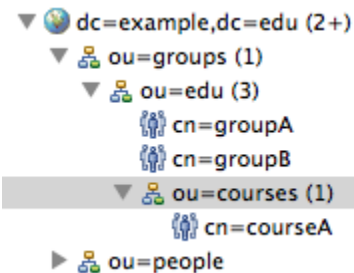 dc=example,dc=edu (2+)
ou=groups (1)
ou=edu (3)
cn=groupA
cn=groupB
ou=courses (1)
cn=courseA
ou=people